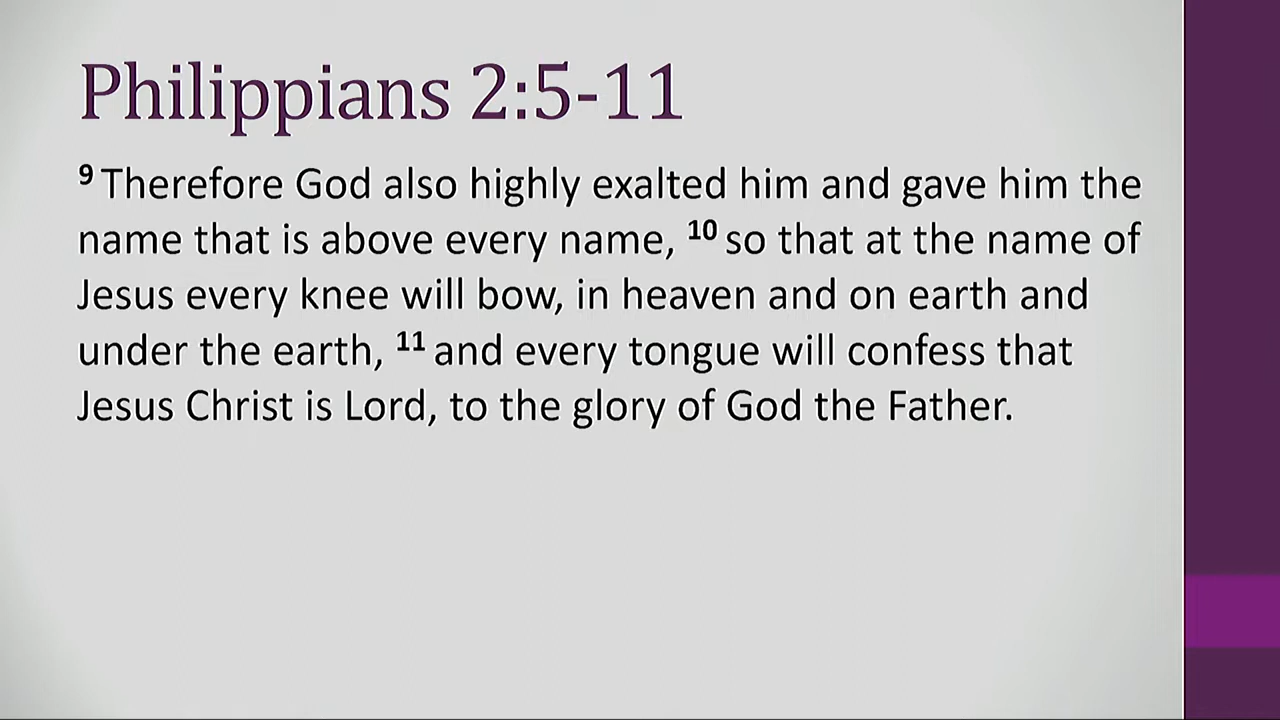 Philippians 2:5-11
9 Therefore God also highly exalted him and gave him the
name that is above every name, 10 so that at the name of
Jesus every knee will bow, in heaven and on earth and
under the earth, 11 and every tongue will confess that
Jesus Christ is Lord, to the glory of God the Father.